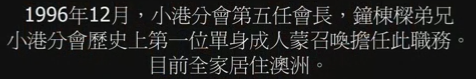 1996年12月，小港分會第五任會長，鐘棟樑弟兄
小港分會歷史上第一位單身成人蒙召喚擔任此職務。
目前全家居住澳洲。